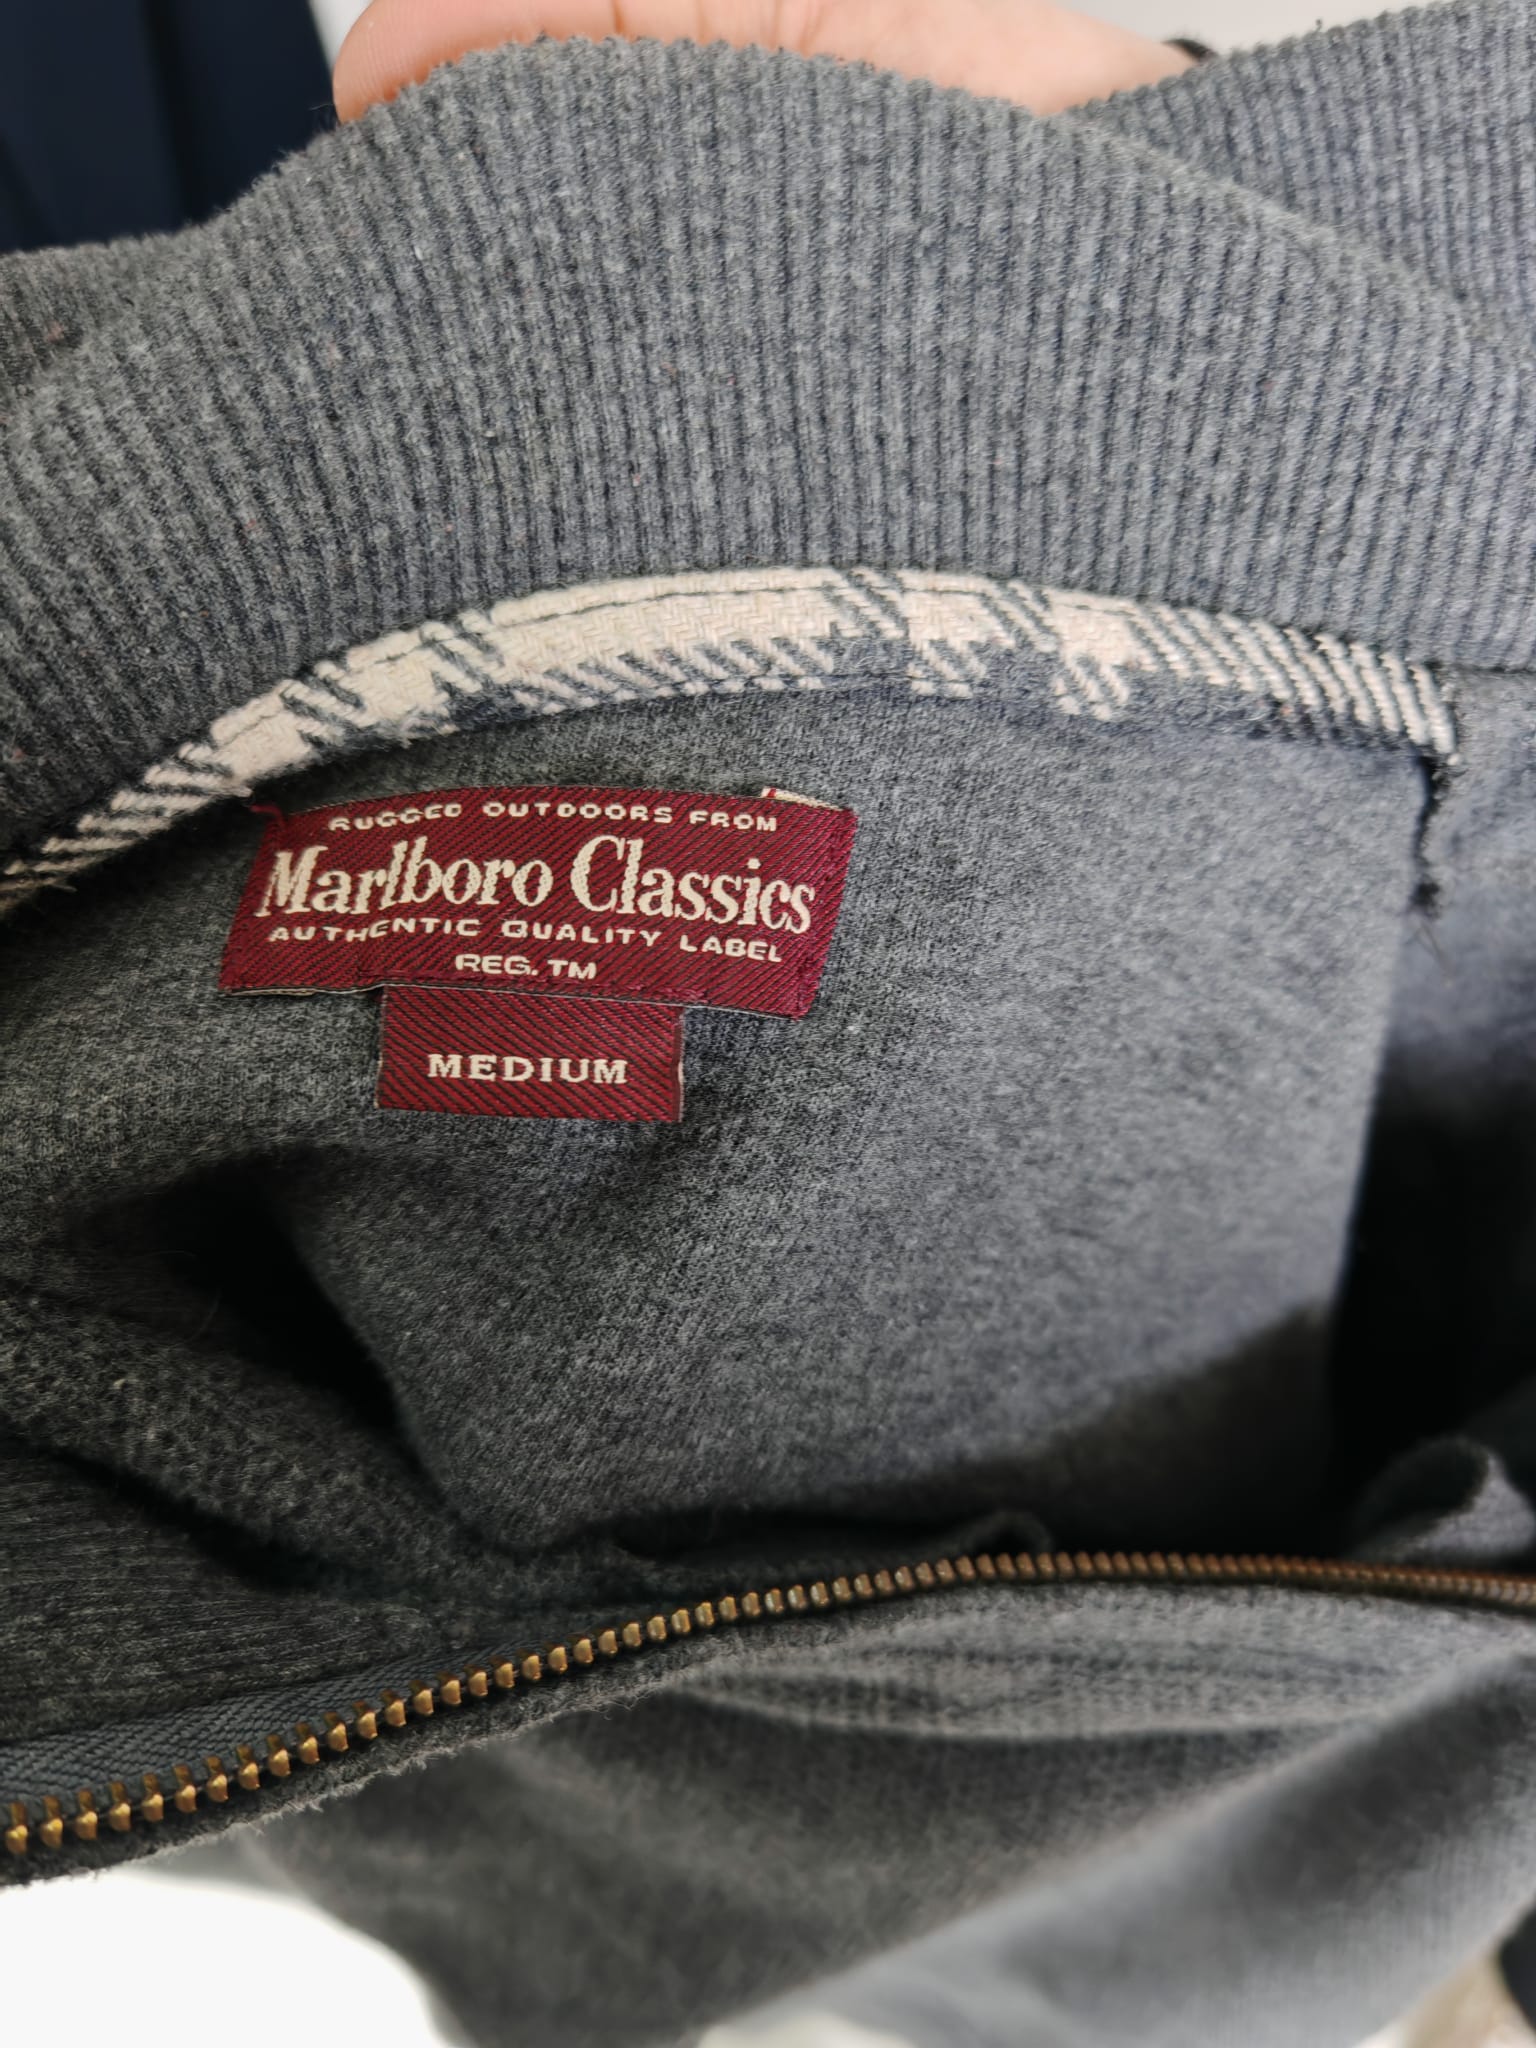 RUGGED OUTDOORS FROM
Marlboro Classics
AUTHENTIC QUALITY LABEL
REG. TM
MEDIUM